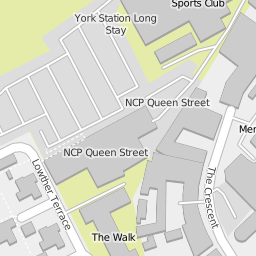 Sports Club
York Station Long
Stay
NCP Queen Street
NCP Queen Street
Lowther Terrace
The Crescent
The Walk